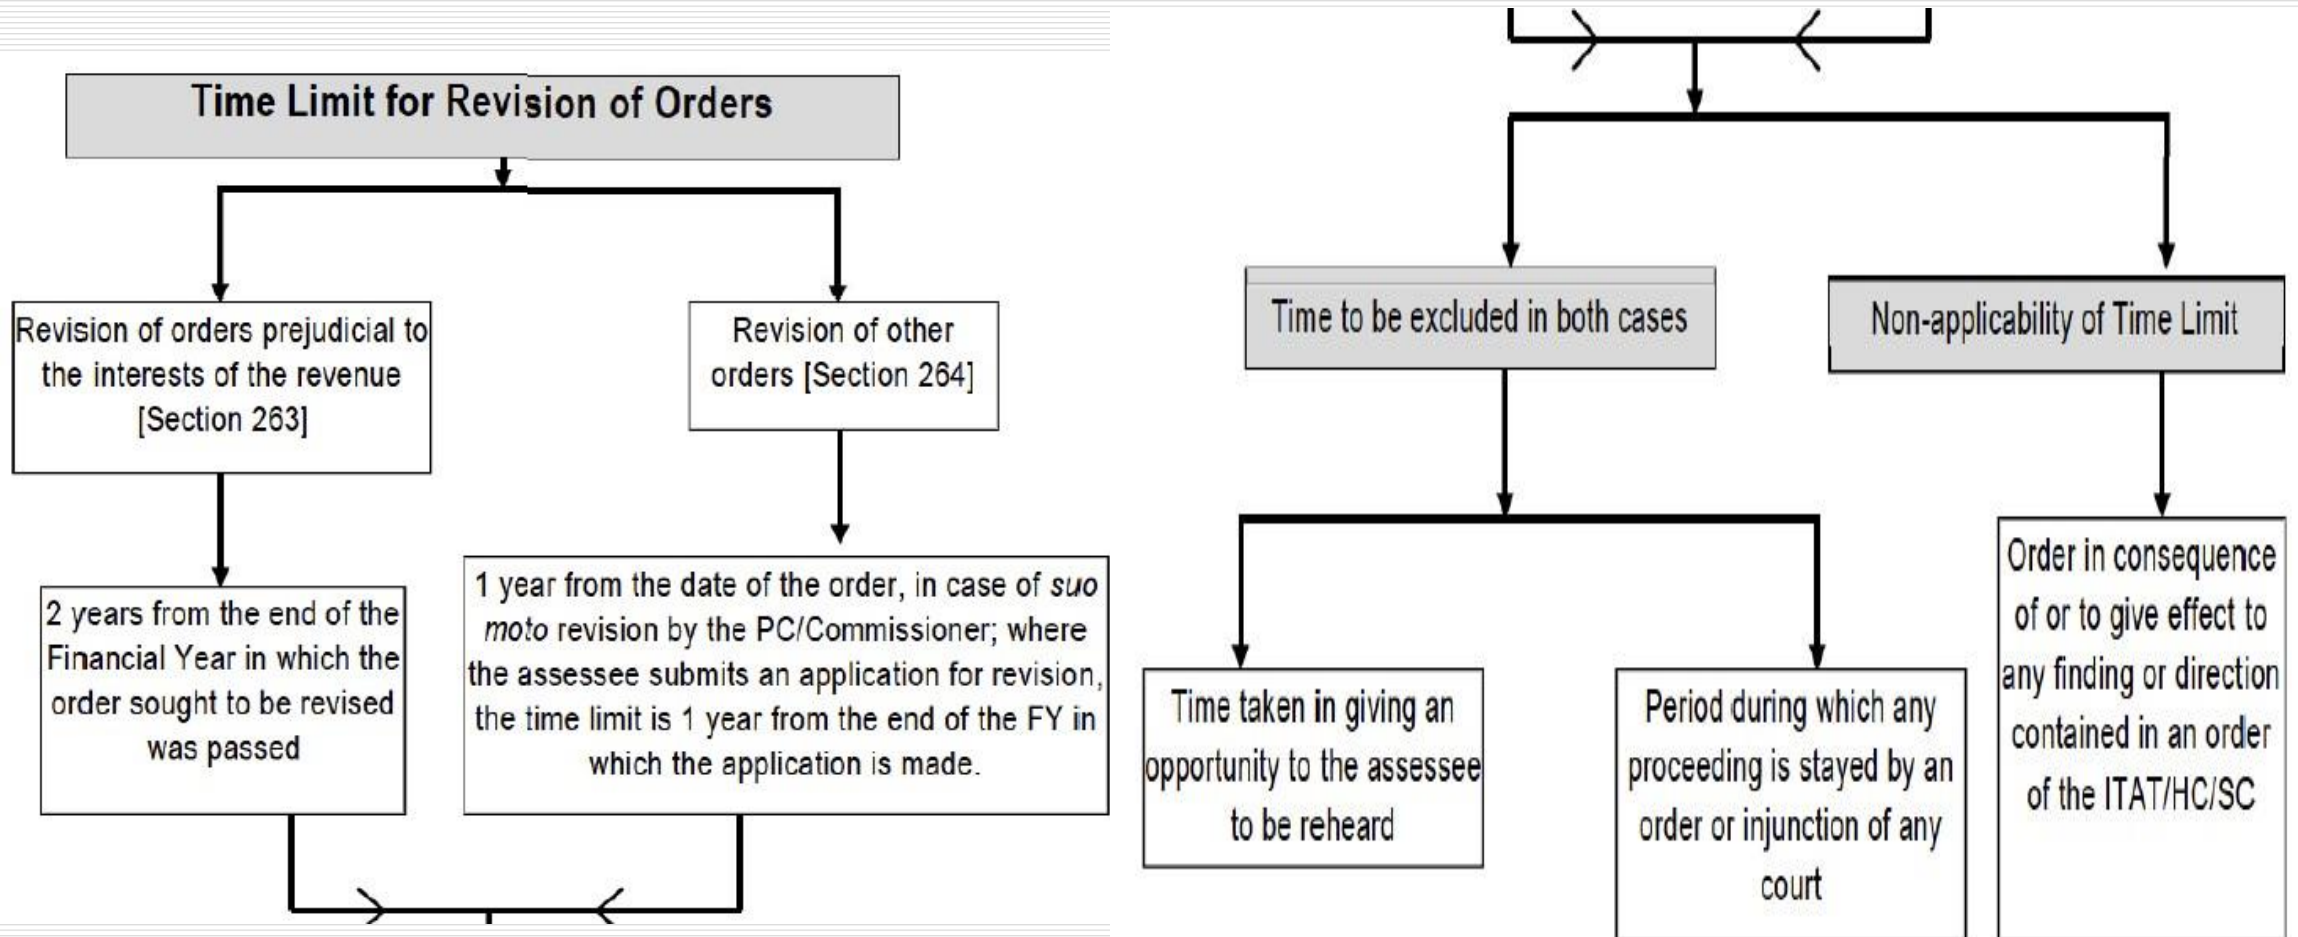 Time Limit for Revision of Orders
Revision of orders prejudicial to
the interests of the revenue
[Section 263]
Revision of other
orders [Section 264]
2 years from the end of the
Financial Year in which the
order sought to be revised
was passed
1 year from the date of the order, in case of suo
moto revision by the PC/Commissioner; where
the assessee submits an application for revision,
the time limit is 1 year from the end of the FY in
which the application is made.
Time to be excluded in both cases
Non-applicability of Time Limit
Time taken in giving an
opportunity to the assessee
to be reheard
Period during which any
proceeding is stayed by an
order or injunction of any
court
Order in consequence
of or to give effect to
any finding or direction
contained in an order
of the ITAT/HC/SC